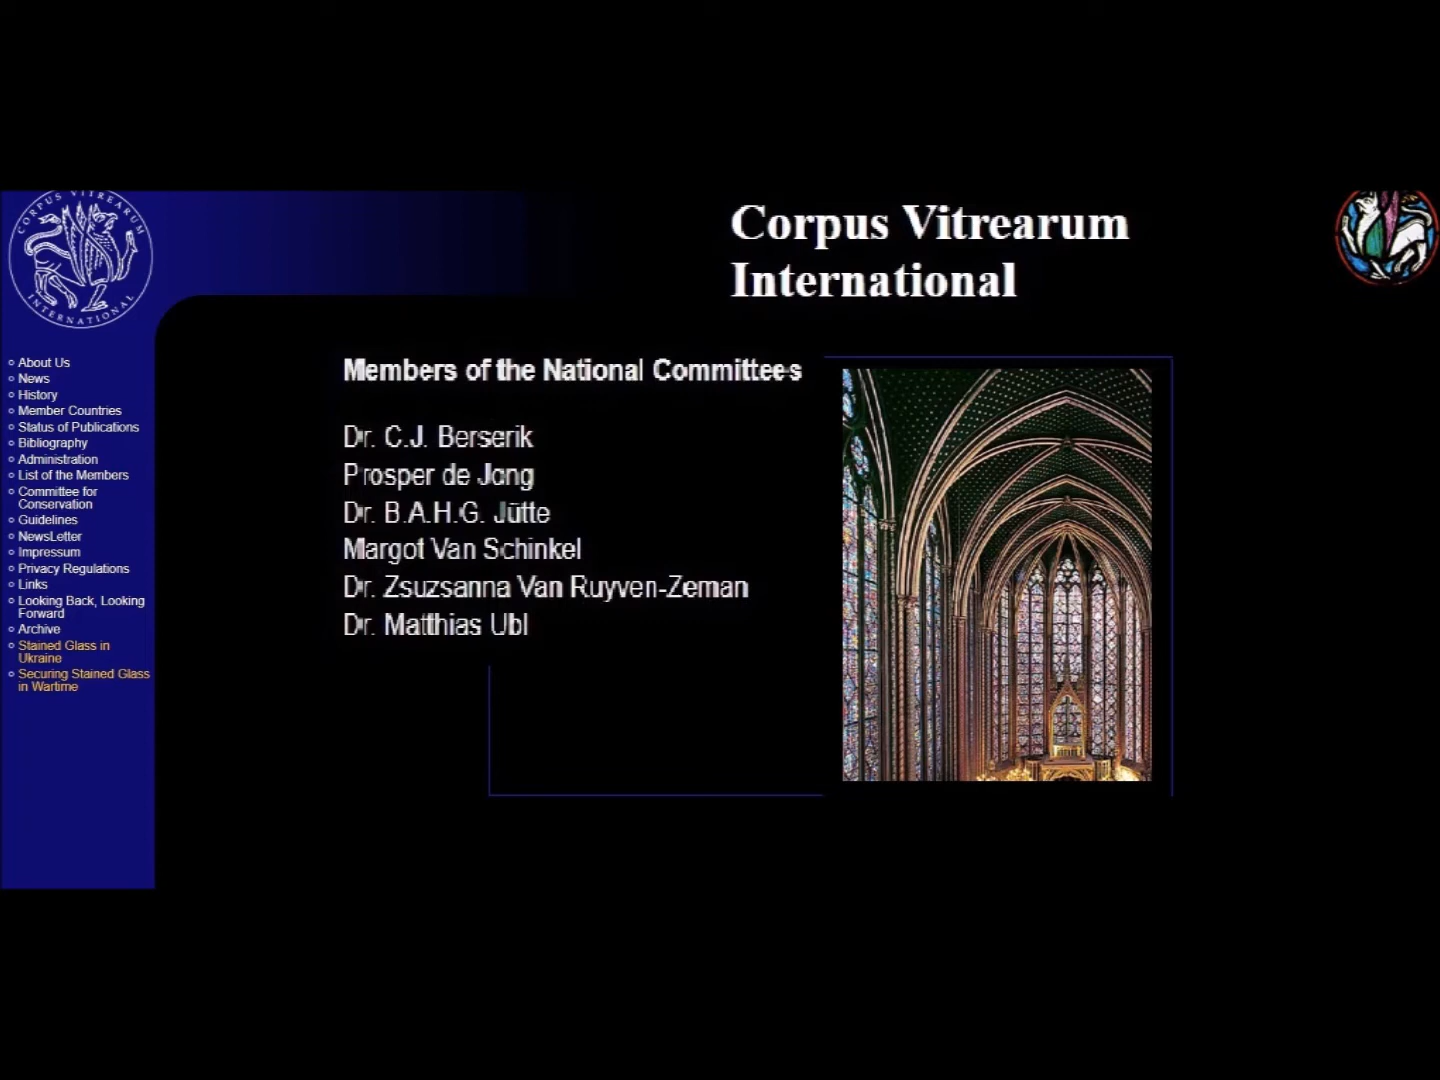 CORPUS VITREARUM
INTERNATIONAL
Corpus Vitrearum
International
About Us
News
History
Member Countries
Status of Publications
Bibliography
Administration
List of the Members
Committee for
Conservation
Guidelines
NewsLetter
Impressum
Privacy Regulations
Links
Looking Back, Looking
Forward
Archive
Stained Glass in
Ukraine
Securing Stained Glass
in Wartime
Members of the National Committees
Dr. C.J. Berserik
Prosper de Jong
Dr. B.A.H.G. Jütte
Margot Van Schinkel
Dr. Zsuzsanna Van Ruyven-Zeman
Dr. Matthias Ubl